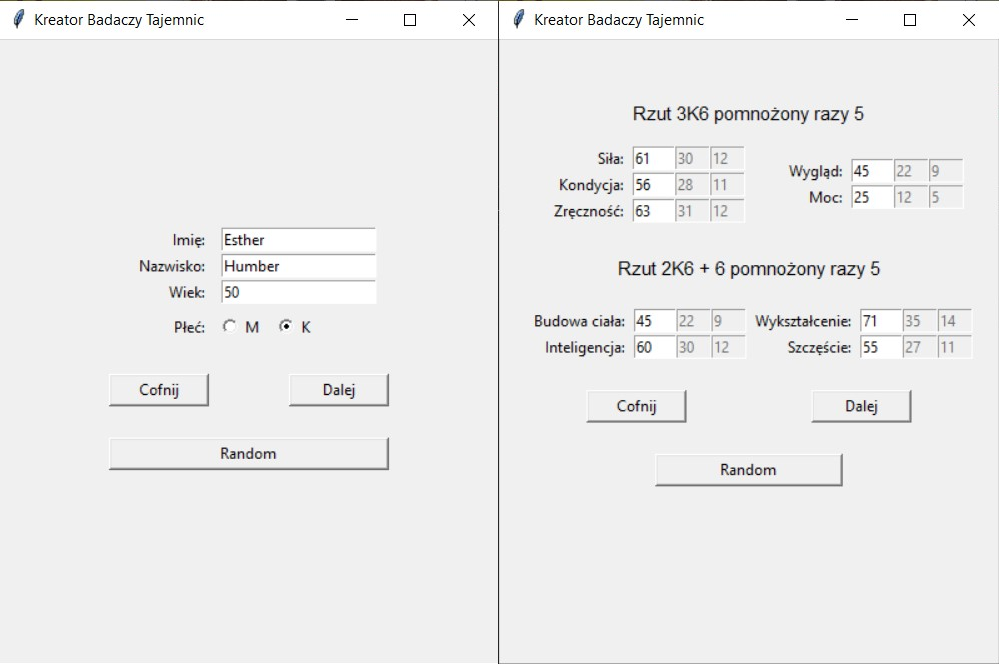 Kreator Badaczy Tajemnic
Imię: Esther
Nazwisko: Humber
Wiek: 50
Płeć: M K
Cofnij Dalej
Random
Kreator Badaczy Tajemnic
Rzut 3K6 pomnożony razy 5
Siła: 61 30 12
Kondycja: 56 28 11
Zręczność: 63 31 12
Wygląd: 45 22 9
Moc: 25 12 5
Rzut 2K6 + 6 pomnożony razy 5
Budowa ciała: 45 22 9 Wykształcenie: 71 35 14
Inteligencja: 60 30 12 Szczęście: 55 27 11
Cofnij Dalej
Random